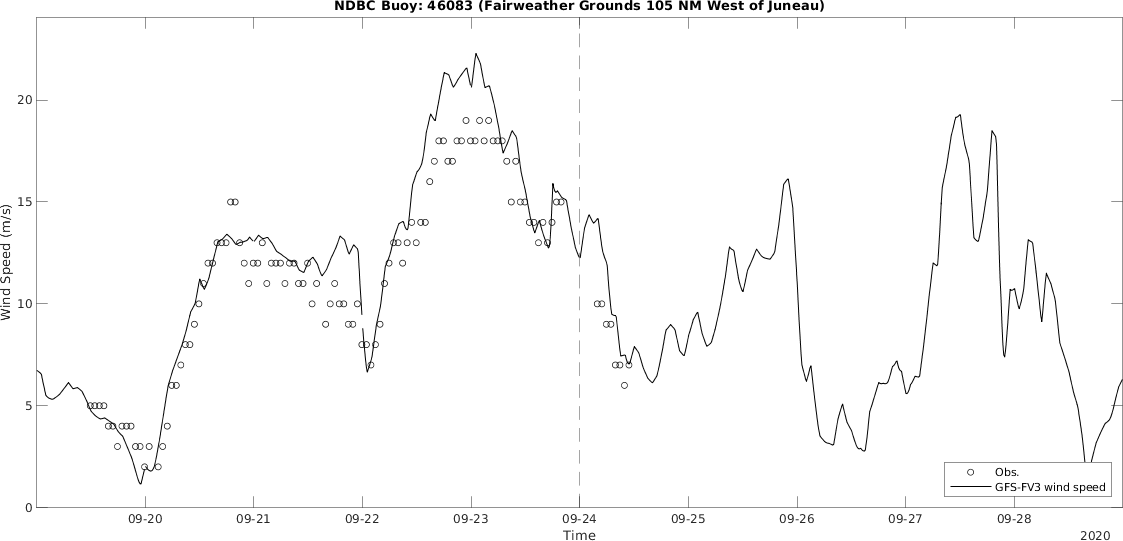 NDBC Buoy: 46083 (Fairweather Grounds 105 NM West of Juneau)
20
15
10
5
0
Wind Speed (m/s)
09-20 09-21 09-22 09-23 09-24 09-25 09-26 09-27 09-28
Time
2020
Obs.
GFS-FV3 wind speed